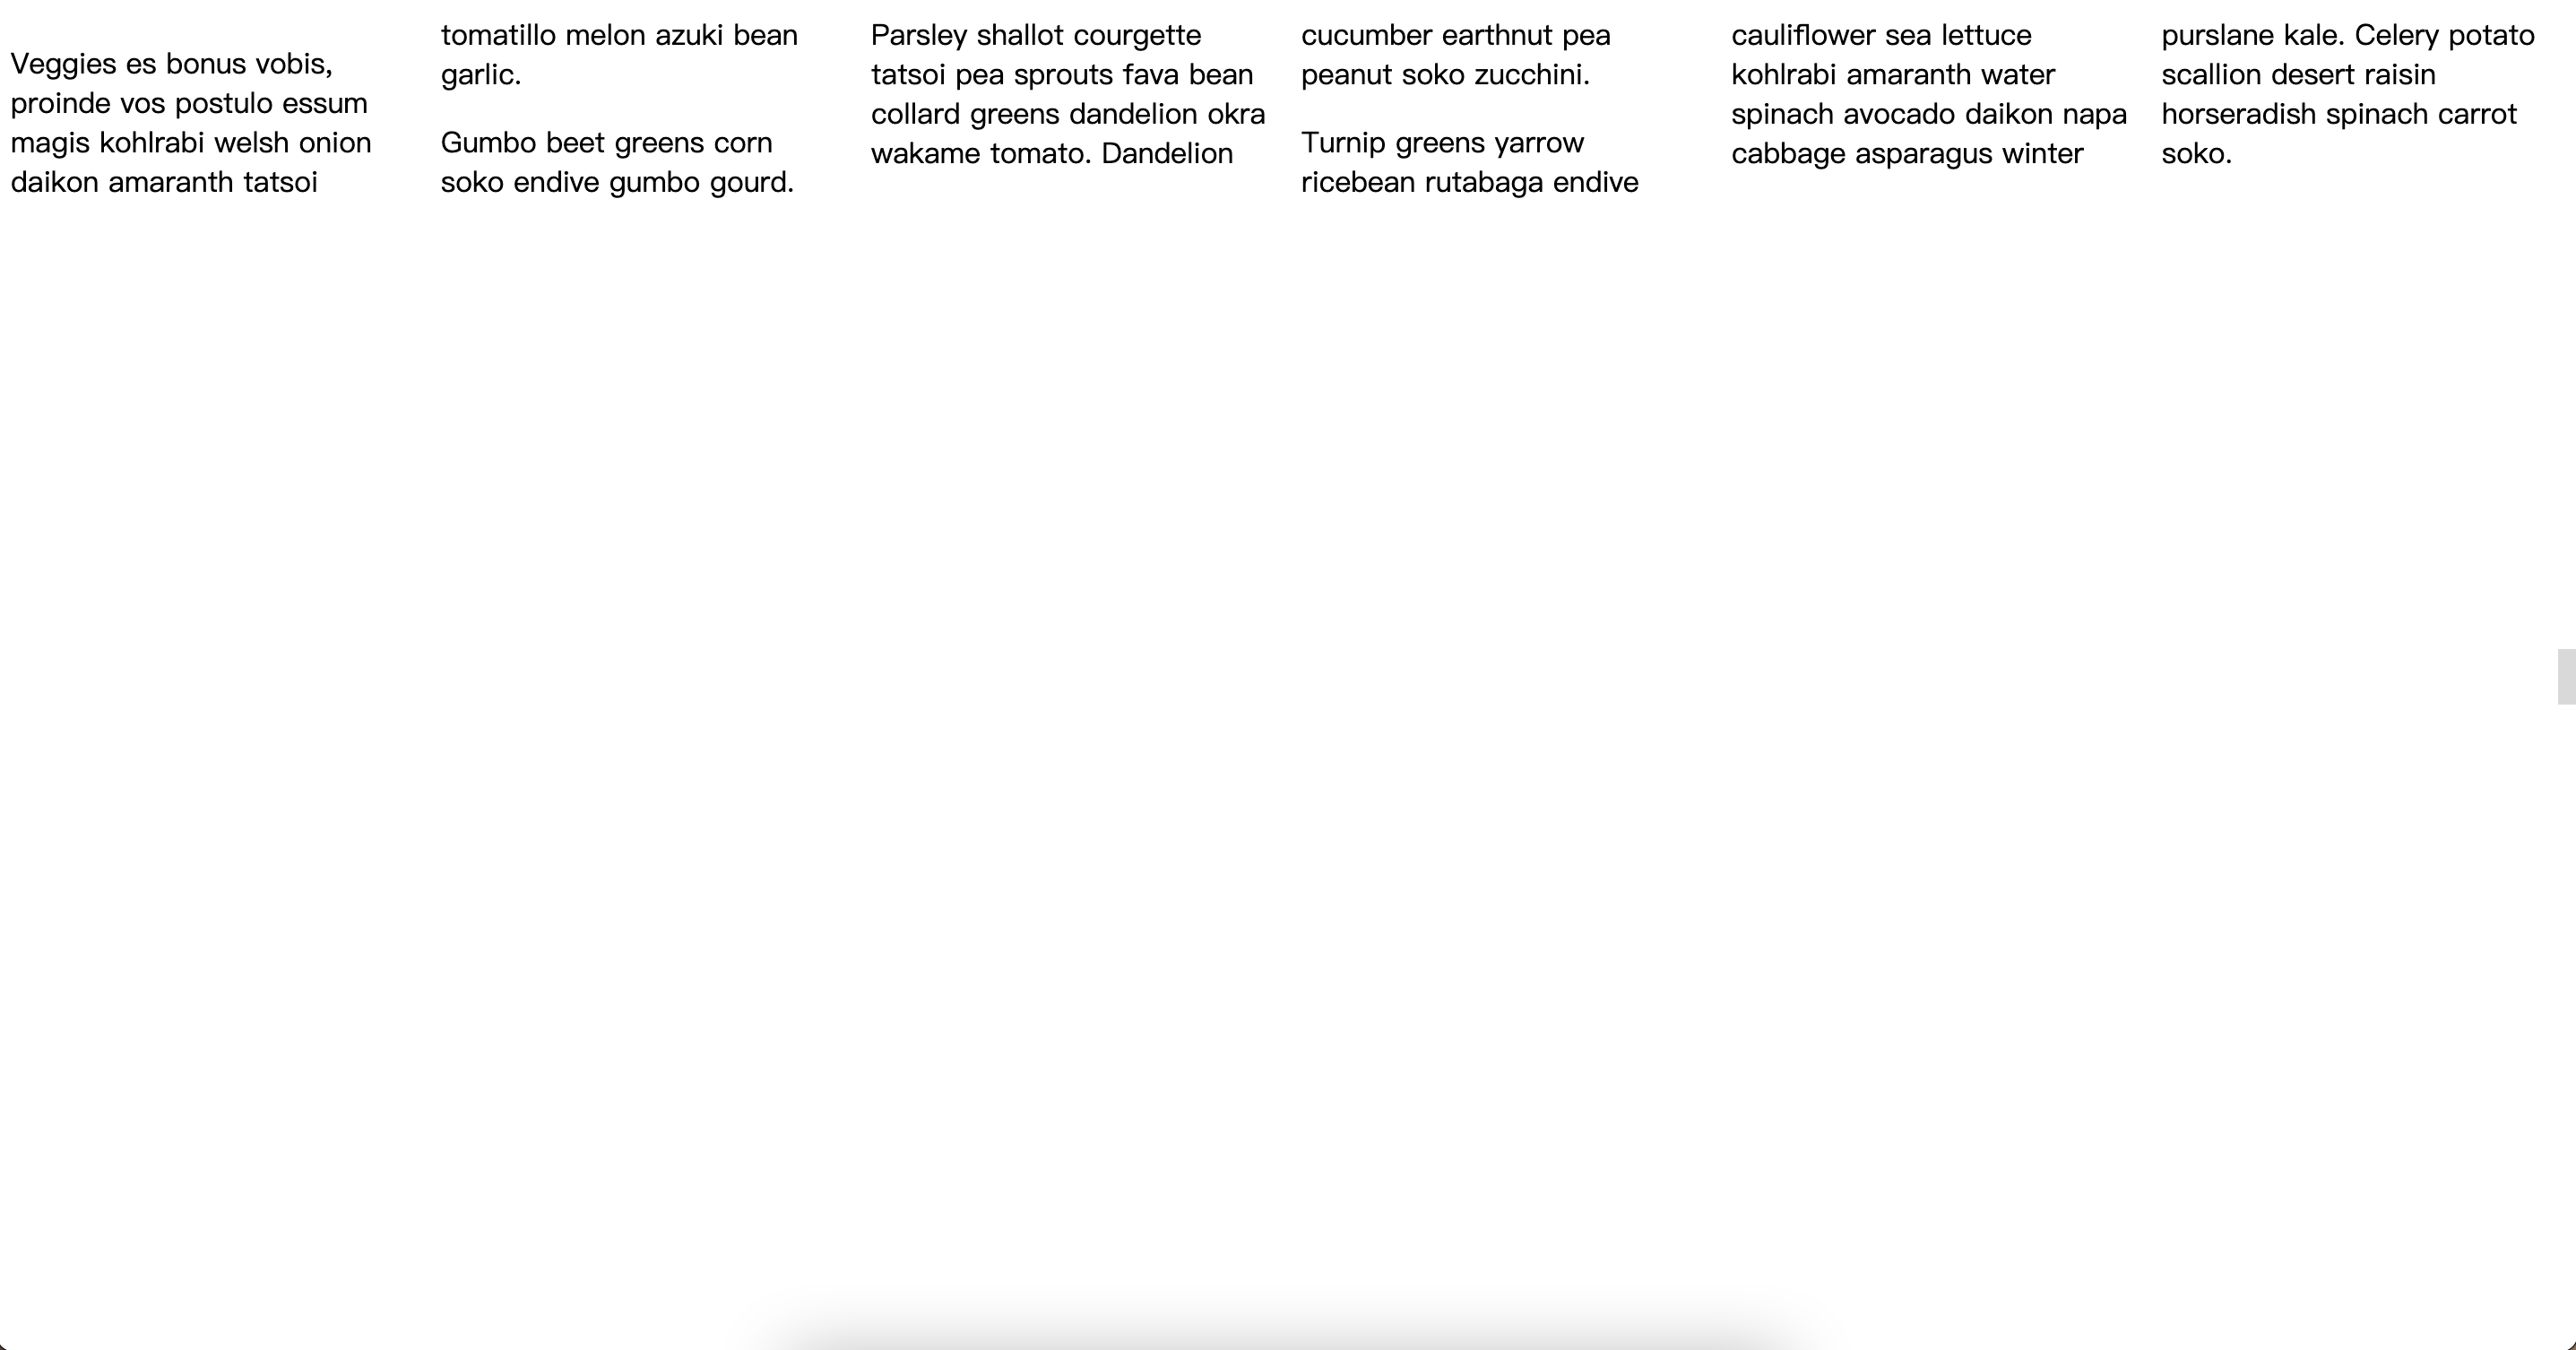 Veggies es bonus vobis,
proinde vos postulo essum
magis kohlrabi welsh onion
daikon amaranth tatsoi
tomatillo melon azuki bean
garlic.
Gumbo beet greens corn
soko endive gumbo gourd.
Parsley shallot courgette
tatsoi pea sprouts fava bean
collard greens dandelion okra
wakame tomato. Dandelion
cucumber earthnut pea
peanut soko zucchini.
Turnip greens yarrow
ricebean rutabaga endive
cauliflower sea lettuce
kohlrabi amaranth water
spinach avocado daikon napa
cabbage asparagus winter
purslane kale. Celery potato
scallion desert raisin
horseradish spinach carrot
soko.